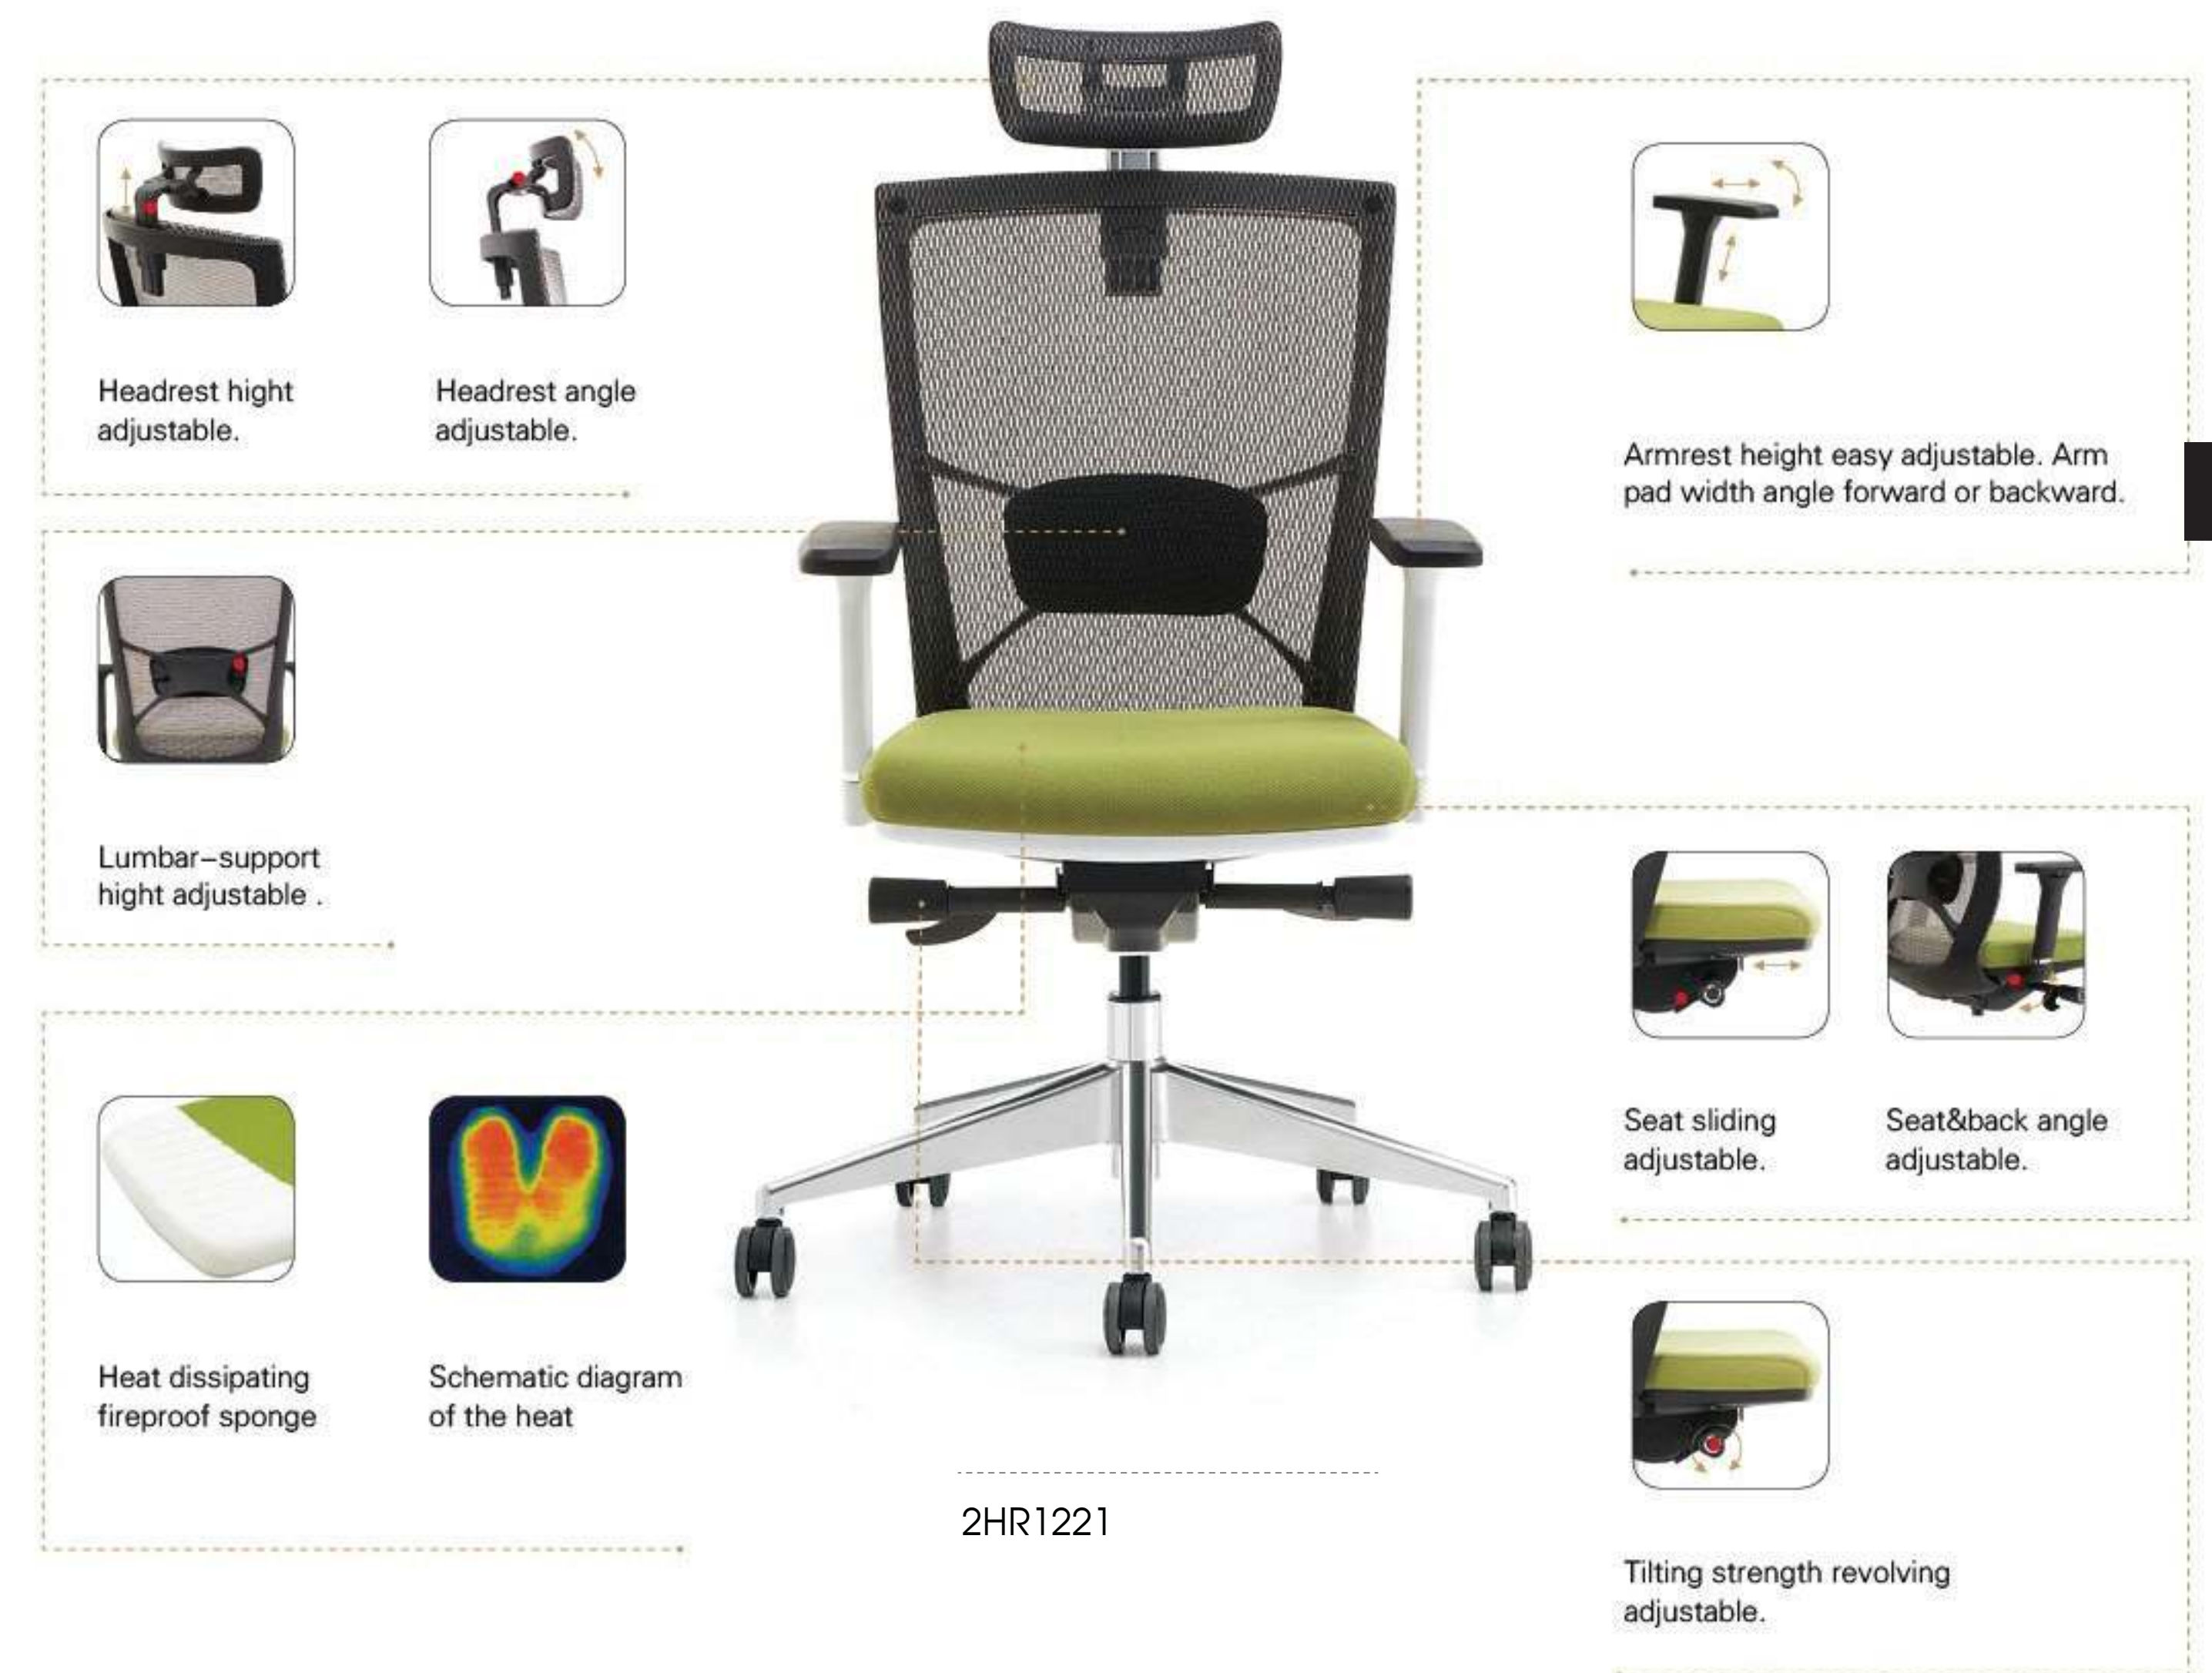 Headrest hight
adjustable.
Headrest angle
adjustable.
Armrest height easy adjustable. Arm
pad width angle forward or backward.
Lumbar–support
hight adjustable .
Seat sliding
adjustable.
Seat&back angle
adjustable.
Heat dissipating
fireproof sponge
Schematic diagram
of the heat
2HR1221
Tilting strength revolving
adjustable.